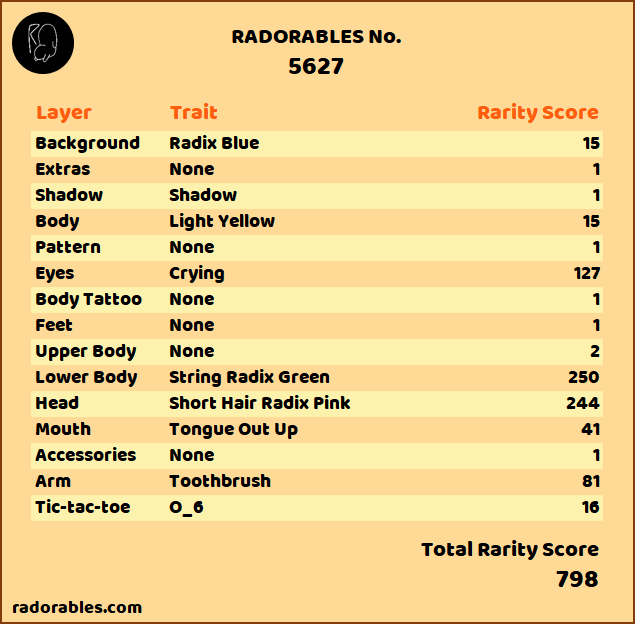 RADORABLES No.
5627
Layer Trait Rarity Score
Background Radix Blue 15
Extras None 1
Shadow Shadow 1
Body Light Yellow 15
Pattern None 1
Eyes Crying 127
Body Tattoo None 1
Feet None 1
Upper Body None 2
Lower Body String Radix Green 250
Head Short Hair Radix Pink 244
Mouth Tongue Out Up 41
Accessories None 1
Arm Toothbrush 81
Tic-tac-toe O_6 16
Total Rarity Score
798
radorables.com